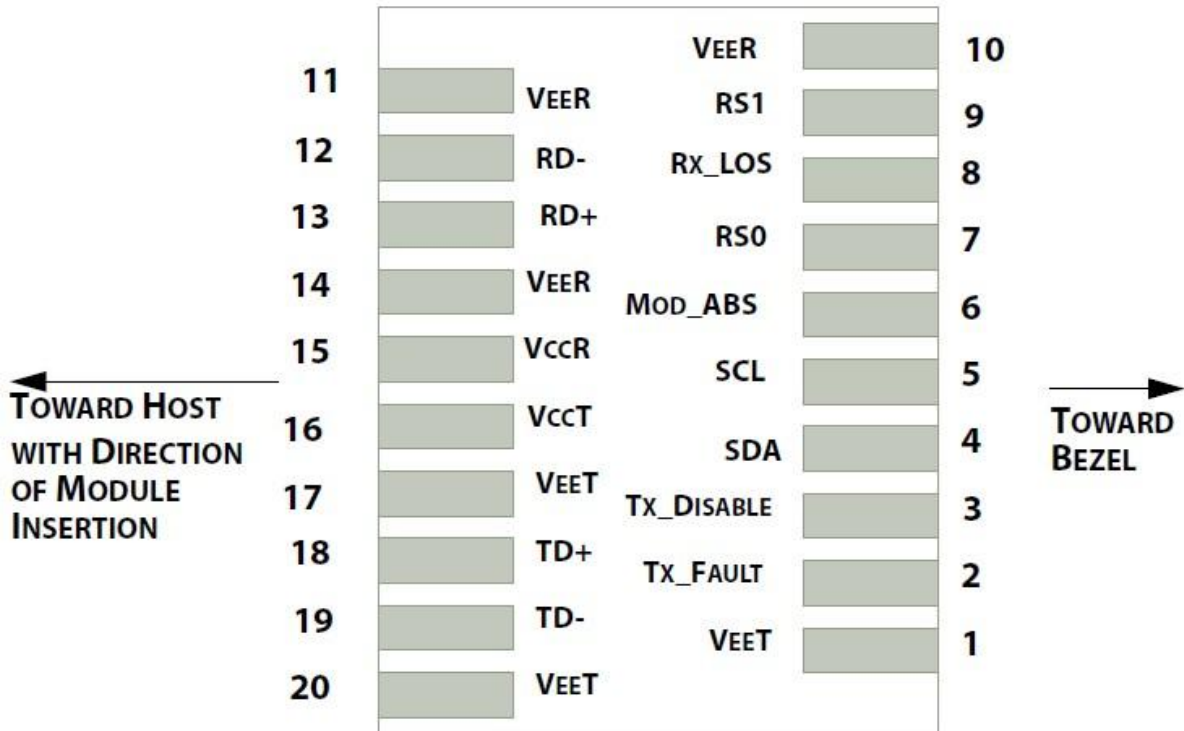 11 VEER
12 RD-
13 RD+
14 VEER
15 VCCR
16 VCCT
17 VEET
18 TD+
19 TD-
20 VEET
VEER 10
RS1 9
RX_LOS 8
RS0 7
MOD_ABS 6
SCL 5
SDA 4
TX_DISABLE 3
TX_FAULT 2
VEET 1
TOWARD HOST
WITH DIRECTION
OF MODULE
INSERTION
TOWARD
BEZEL